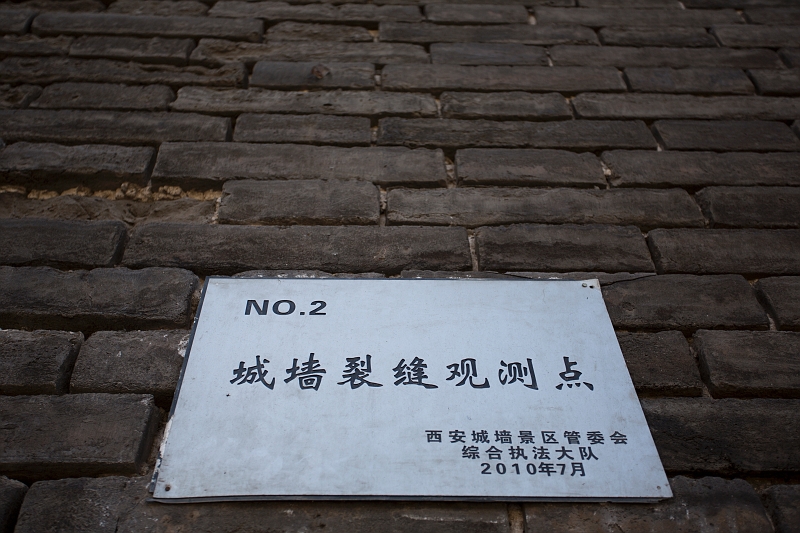 NO.2
城墙裂缝观测点
西安城墙景区管委会
综合执法大队
2010年7月